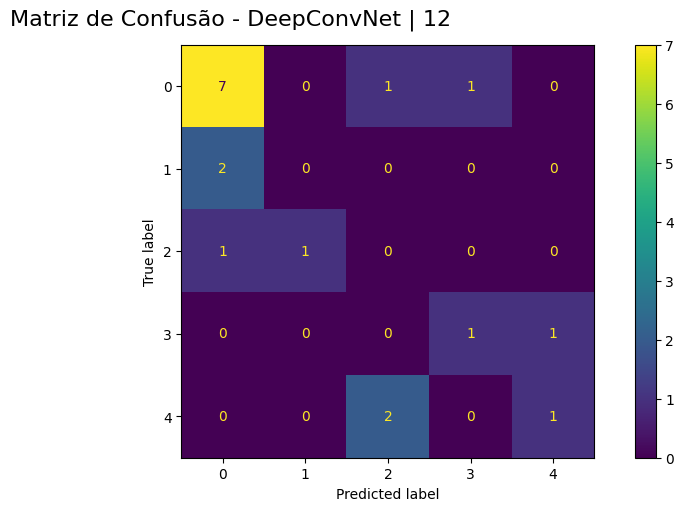 Matriz de Confusão - DeepConvNet | 12
0 7 0 1 1 0
1 2 0 0 0 0
2 1 1 0 0 0
3 0 0 0 1 1
4 0 0 2 0 1
0 1 2 3 4
Predicted label
True label
7
6
5
4
3
2
1
0